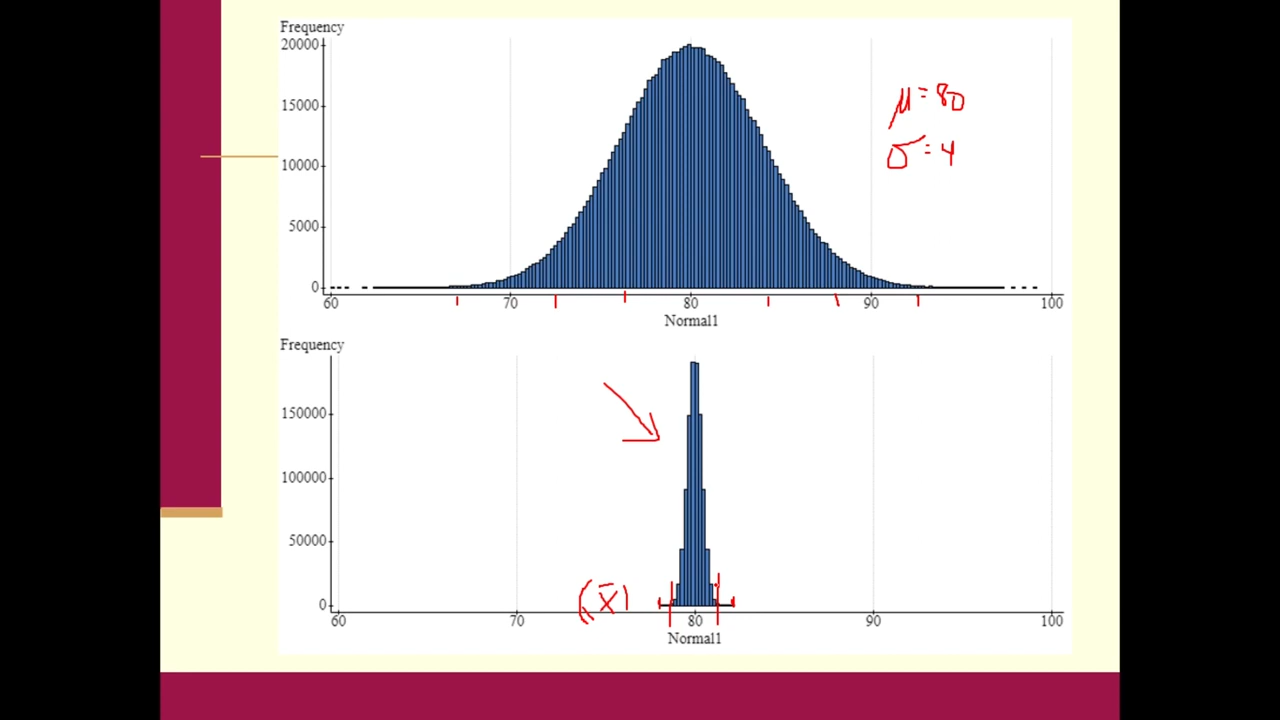 Frequency
20000
15000
10000
5000
0
60 70 80 90 100
Normal1
μ = 80
σ = 4
Frequency
150000
100000
50000
0
(x̄)
60 70 80 90 100
Normal1